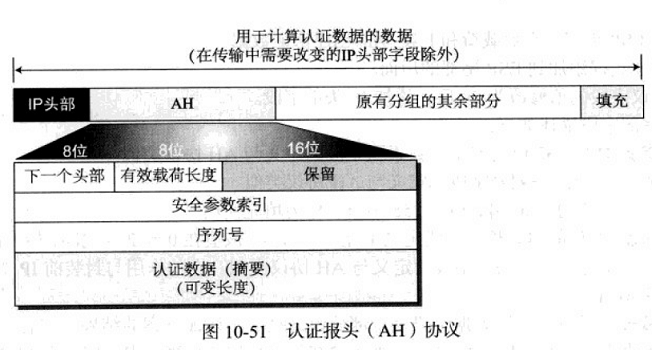 用于计算认证数据的数据
(在传输中需要改变的IP头部字段除外)
IP头部 AH 原有分组的其余部分 填充
8位 8位 16位
下一个头部 有效载荷长度 保留
安全参数索引
序列号
认证数据（摘要）
(可变长度)
图 10-51 认证报头（AH）协议